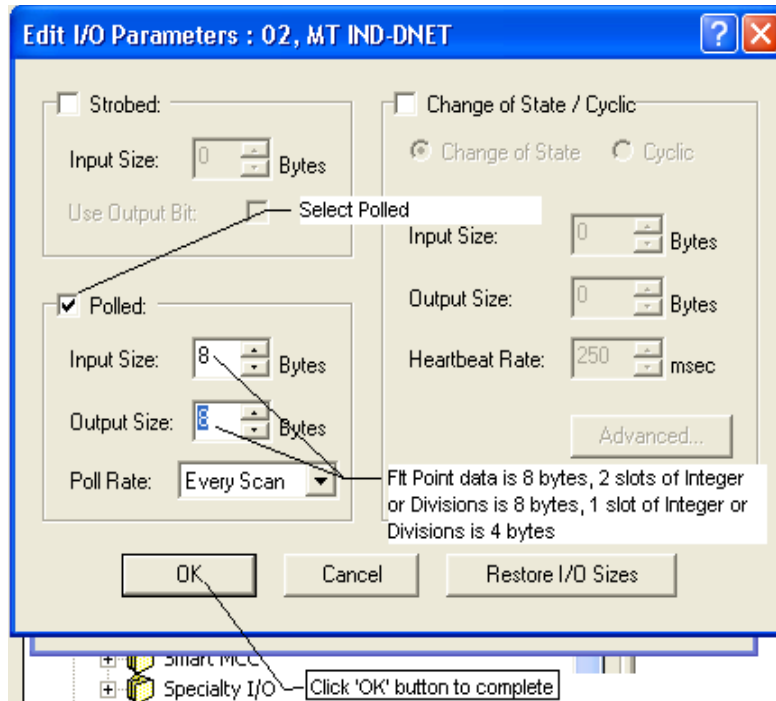 Edit I/O Parameters : 02, MT IND-DNET
Strobed:
Input Size: 0 Bytes
Use Output Bit:
Select Polled
Polled:
Input Size: 8 Bytes
Output Size: 8 Bytes
Poll Rate: Every Scan
Change of State / Cyclic
Change of State Cyclic
Input Size: 0 Bytes
Output Size: 0 Bytes
Heartbeat Rate: 250 msec
Advanced...
Flt Point data is 8 bytes, 2 slots of Integer
or Divisions is 8 bytes, 1 slot of Integer or
Divisions is 4 bytes
OK Cancel Restore I/O Sizes
Smart MCC
Specialty I/O
Click 'OK' button to complete